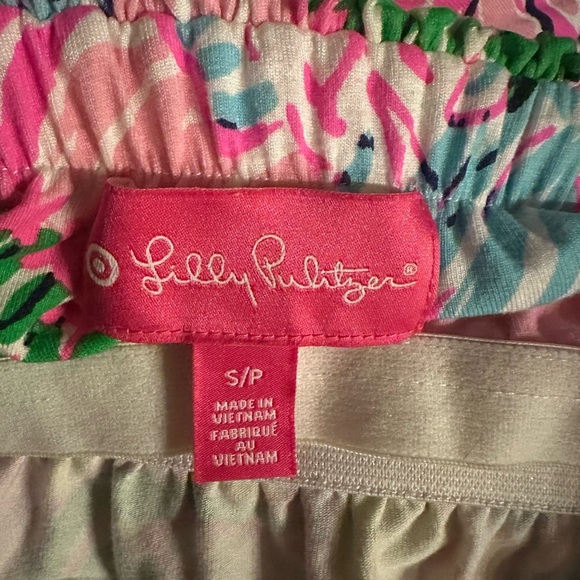 Lilly Pulitzer®
S/P
MADE IN
VIETNAM
FABRIQUÉ
AU
VIETNAM